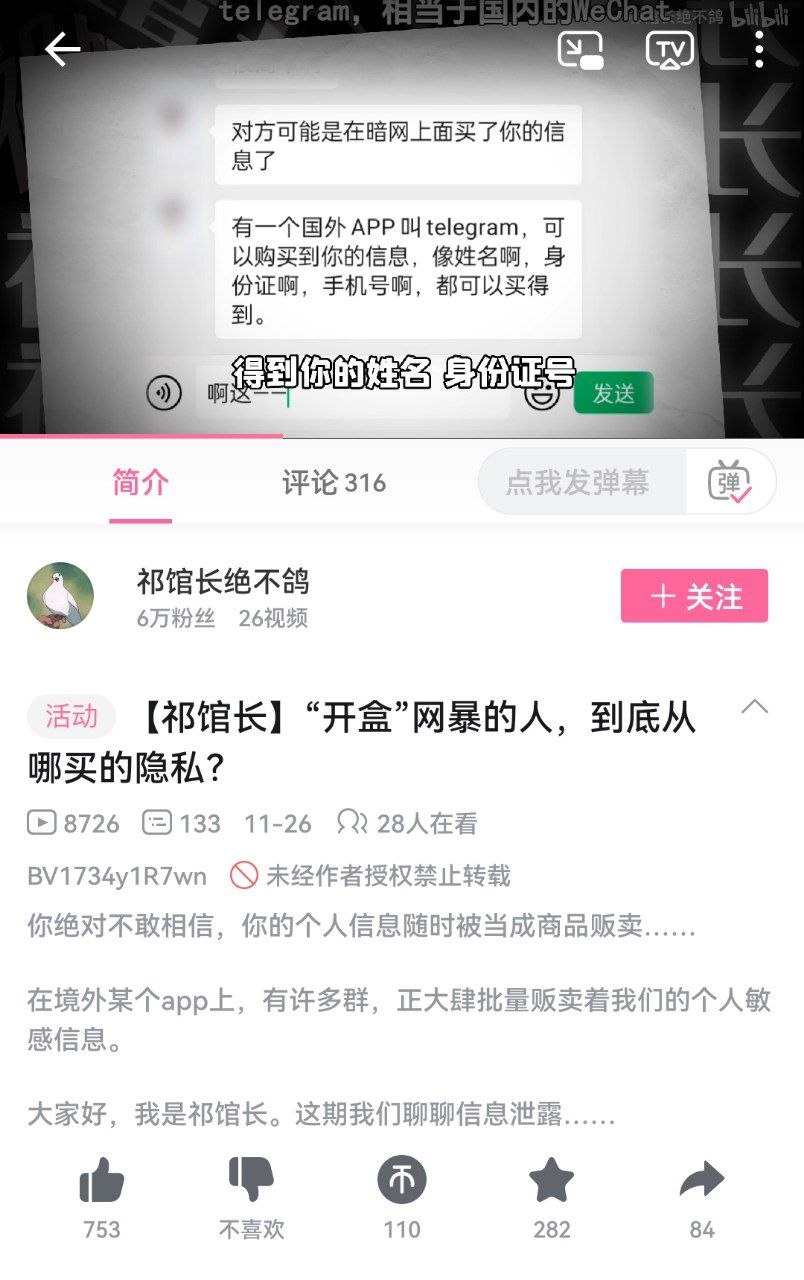 telegram，相当于国内的WeChat
绝不鸽 bilibili
TV
对方可能是在暗网上面买了你的信
息了
有一个国外 APP 叫 telegram，可
以购买到你的信息，像姓名啊，身
份证啊，手机号啊，都可以买得
到。
得到你的姓名 身份证号
啊这一一
发送
简介
评论 316
点我发弹幕
弹
祁馆长绝不鸽
6万粉丝 26视频
＋ 关注
活动 【祁馆长】“开盒”网暴的人，到底从
哪买的隐私？
8726 133 11-26 28人在看
BV1734y1R7wn 未经作者授权禁止转载
你绝对不敢相信，你的个人信息随时被当成商品贩卖……
在境外某个app上，有许多群，正大肆批量贩卖着我们的个人敏
感信息。
大家好，我是祁馆长。这期我们聊聊信息泄露……
753 不喜欢 110 282 84